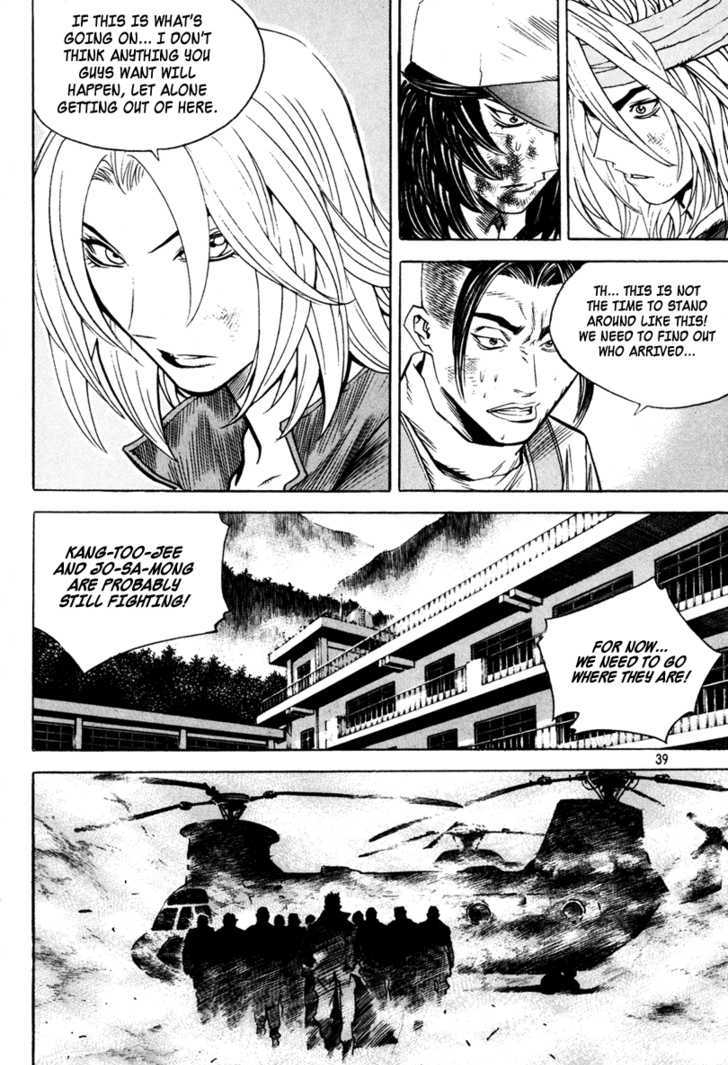 IF THIS IS WHAT'S
GOING ON... I DON'T
THINK ANYTHING YOU
GUYS WANT WILL
HAPPEN, LET ALONE
GETTING OUT OF HERE.
TH... THIS IS NOT
THE TIME TO STAND
AROUND LIKE THIS!
WE NEED TO FIND OUT
WHO ARRIVED...
KANG-TOO-JEE
AND JO-SA-MONG
ARE PROBABLY
STILL FIGHTING!
FOR NOW...
WE NEED TO GO
WHERE THEY ARE!
39